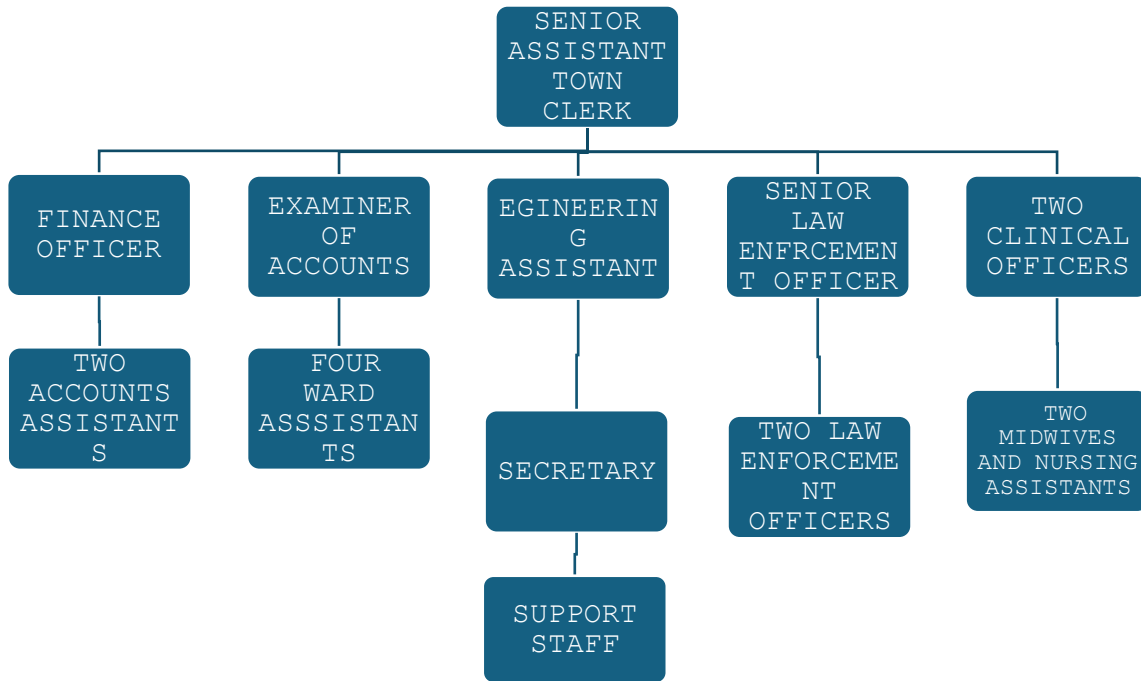 SENIOR
ASSISTANT
TOWN
CLERK
FINANCE
OFFICER
EXAMINER
OF
ACCOUNTS
EGINEERIN
G
ASSISTANT
SENIOR
LAW
ENFRCEMEN
T OFFICER
TWO
CLINICAL
OFFICERS
TWO
ACCOUNTS
ASSISTANT
S
FOUR
WARD
ASSSISTAN
TS
SECRETARY
TWO LAW
ENFORCEME
NT
OFFICERS
TWO
MIDWIVES
AND NURSING
ASSISTANTS
SUPPORT
STAFF